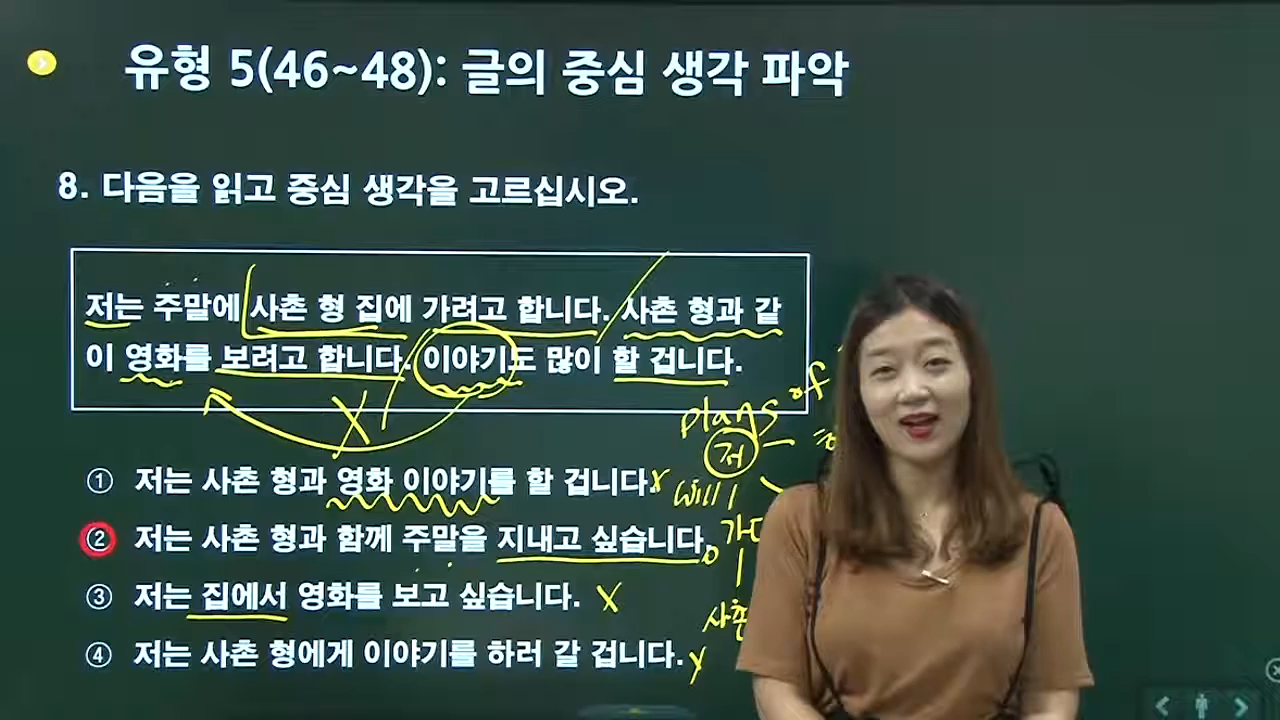 유형 5(46~48): 글의 중심 생각 파악
8. 다음을 읽고 중심 생각을 고르십시오.
저는 주말에 사촌 형 집에 가려고 합니다. 사촌 형과 같
이 영화를 보려고 합니다. 이야기도 많이 할 겁니다.
plans of
저
will
① 저는 사촌 형과 영화 이야기를 할 겁니다. X
② 저는 사촌 형과 함께 주말을 지내고 싶습니다. O
③ 저는 집에서 영화를 보고 싶습니다. X
사촌
④ 저는 사촌 형에게 이야기를 하러 갈 겁니다. X